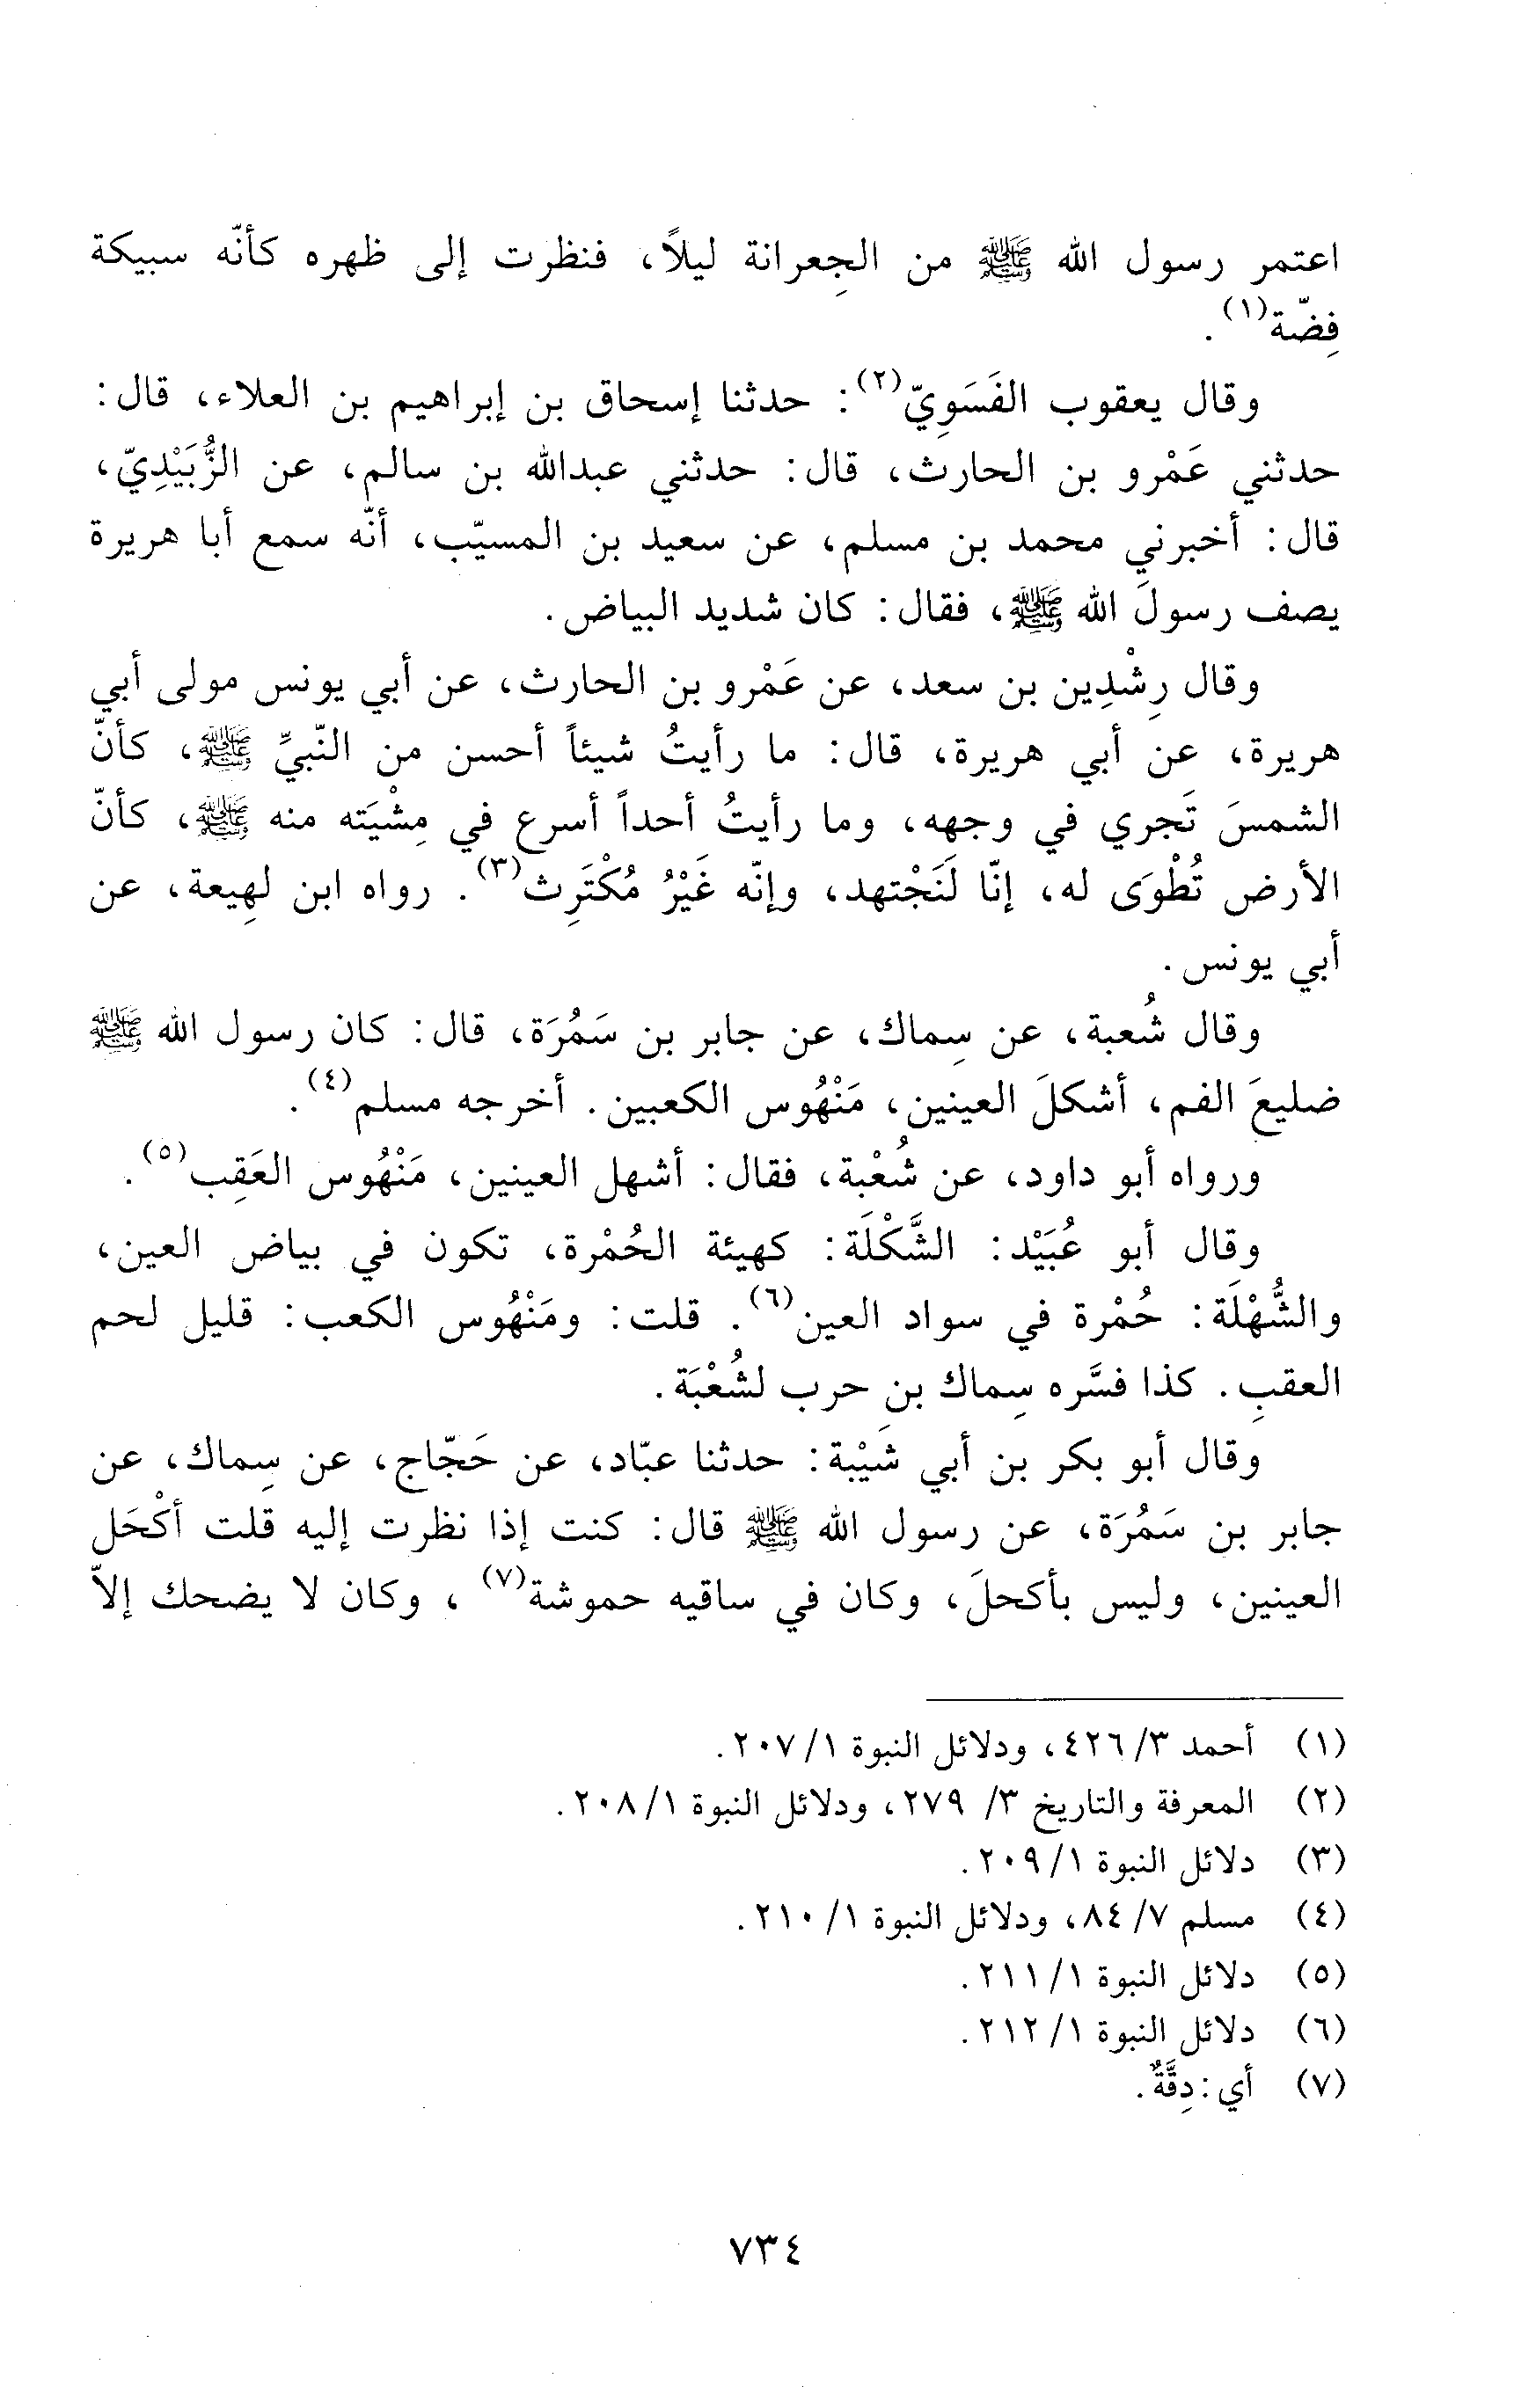 اعتمر رسول الله ﷺ من الجِعرانة ليلاً، فنظرت إلى ظهره كأنّه سبيكة
فِضّة(١).
وقال يعقوب الفَسَوِيّ(٢): حدثنا إسحاق بن إبراهيم بن العلاء، قال:
حدثني عَمْرو بن الحارث، قال: حدثني عبدالله بن سالم، عن الزُّبَيْدِيّ،
قال: أخبرني محمد بن مسلم، عن سعيد بن المسيّب، أنّه سمع أبا هريرة
يصف رسولَ الله ﷺ، فقال: كان شديد البياض.
وقال رِشْدِين بن سعد، عن عَمْرو بن الحارث، عن أبي يونس مولى أبي
هريرة، عن أبي هريرة، قال: ما رأيتُ شيئاً أحسن من النّبيِّ ﷺ، كأنّ
الشمسَ تَجري في وجهه، وما رأيتُ أحداً أسرع في مِشْيَته منه ﷺ، كأنّ
الأرض تُطْوَى له، إنّا لَنَجْتهد، وإنّه غَيْرُ مُكْتَرِث(٣). رواه ابن لهِيعة، عن
أبي يونس.
وقال شُعبة، عن سِماك، عن جابر بن سَمُرَة، قال: كان رسول الله ﷺ
ضليعَ الفم، أشكلَ العينين، مَنْهُوس الكعبين. أخرجه مسلم(٤).
ورواه أبو داود، عن شُعْبة، فقال: أشهل العينين، مَنْهُوس العَقِب(٥).
وقال أبو عُبَيْد: الشَّكْلَة: كهيئة الحُمْرة، تكون في بياض العين،
والشُّهْلَة: حُمْرة في سواد العين(٦). قلت: ومَنْهُوس الكعب: قليل لحم
العقبِ. كذا فسَّره سِماك بن حرب لشُعْبَة.
وقال أبو بكر بن أبي شَيْبة: حدثنا عبّاد، عن حَجّاج، عن سِماك، عن
جابر بن سَمُرَة، عن رسول الله ﷺ قال: كنت إذا نظرت إليه قلت أكْحَل
العينين، وليس بأكحلَ، وكان في ساقيه حموشة(٧)، وكان لا يضحك إلاّ
(١) أحمد ٣/ ٤٢٦، ودلائل النبوة ١/ ٢٠٧.
(٢) المعرفة والتاريخ ٣/ ٢٧٩، ودلائل النبوة ١/ ٢٠٨.
(٣) دلائل النبوة ١/ ٢٠٩.
(٤) مسلم ٧/ ٨٤، ودلائل النبوة ١/ ٢١٠.
(٥) دلائل النبوة ١/ ٢١١.
(٦) دلائل النبوة ١/ ٢١٢.
(٧) أي: دِقَّةٌ.
٧٣٤